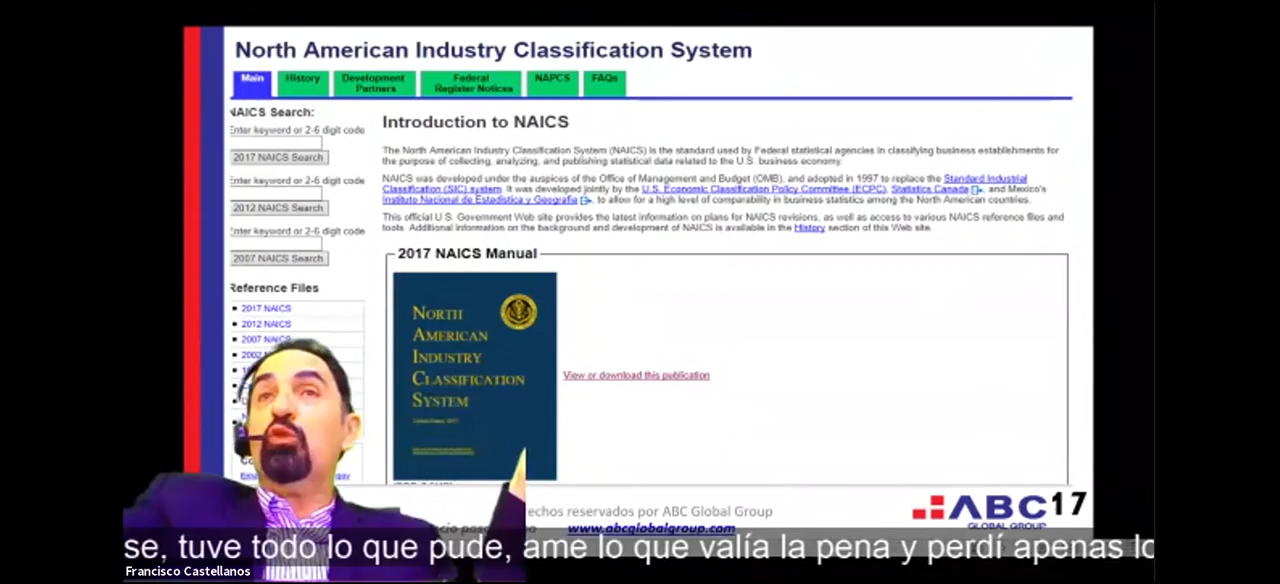 North American Industry Classification System
Main
History
Development
Partners
Federal
Register Notices
NAPCS
FAQs
NAICS Search:
Enter keyword or 2-6 digit code
2017 NAICS Search
Enter keyword or 2-6 digit code
2012 NAICS Search
Enter keyword or 2-6 digit code
2007 NAICS Search
Reference Files
2017 NAICS
2012 NAICS
2007 NAICS
2002
Introduction to NAICS
The North American Industry Classification System (NAICS) is the standard used by Federal statistical agencies in classifying business establishments for
the purpose of collecting, analyzing, and publishing statistical data related to the U.S. business economy.
NAICS was developed under the auspices of the Office of Management and Budget (OMB), and adopted in 1997 to replace the Standard Industrial
Classification (SIC) system. It was developed jointly by the U.S. Economic Classification Policy Committee (ECPC), Statistics Canada, and Mexico's
Instituto Nacional de Estadistica y Geografia, to allow for a high level of comparability in business statistics among the North American countries.
This official U.S. Government Web site provides the latest information on plans for NAICS revisions, as well as access to various NAICS reference files and
tools. Additional information on the background and development of NAICS is available in the History section of this Web site.
2017 NAICS Manual
NORTH
AMERICAN
INDUSTRY
CLASSIFICATION
SYSTEM
View or download this publication
echos reservados por ABC Global Group
www.abcglobalgroup.com
ABC
GLOBAL GROUP
17
se, tuve todo lo que pude, ame lo que valía la pena y perdí apenas lo
Francisco Castellanos